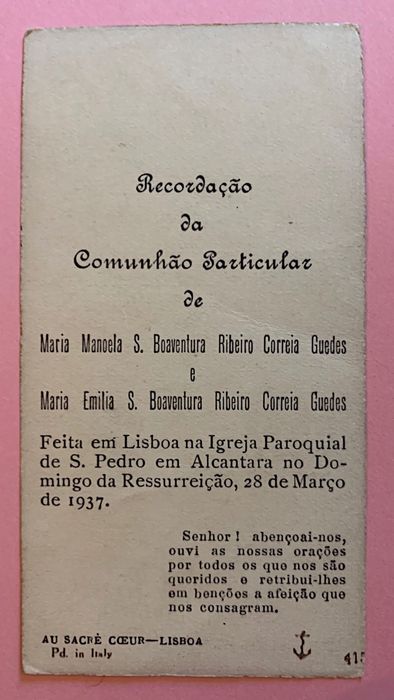 Recordação
da
Comunhão Particular
de
Maria Manoela S. Boaventura Ribeiro Correia Guedes
e
Maria Emilia S. Boaventura Ribeiro Correia Guedes
Feita em Lisboa na Igreja Paroquial
de S. Pedro em Alcantara no Do-
mingo da Ressurreição, 28 de Março
de 1937.
Senhor! abençoai-nos,
ouvi as nossas orações
por todos os que nos são
queridos e retribui-lhes
em bençãos a afeição que
nos consagram.
AU SACRÉ CŒUR—LISBOA
Pd. in Italy
415